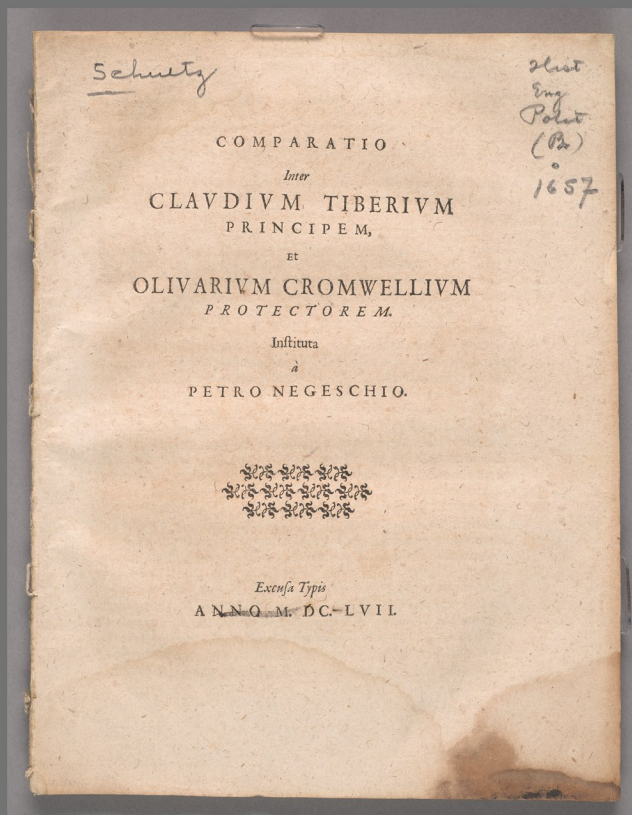 Schultz
Hist
Eng
Polit
(B)
1657
COMPARATIO
Inter
CLAVDIVM TIBERIVM
PRINCIPEM,
ET
OLIVARIVM CROMWELLIVM
PROTECTOREM.
Inſtituta
à
PETRO NEGESCHIO.
Excuſa Typis
ANNO M. DC. LVII.